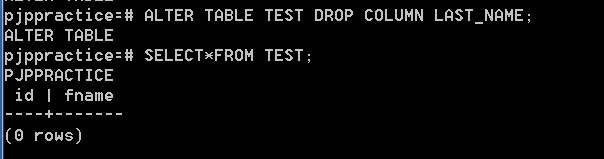 pjppractice=# ALTER TABLE TEST DROP COLUMN LAST_NAME;
ALTER TABLE
pjppractice=# SELECT*FROM TEST;
PJPPRACTICE
 id | fname
----+-------
(0 rows)